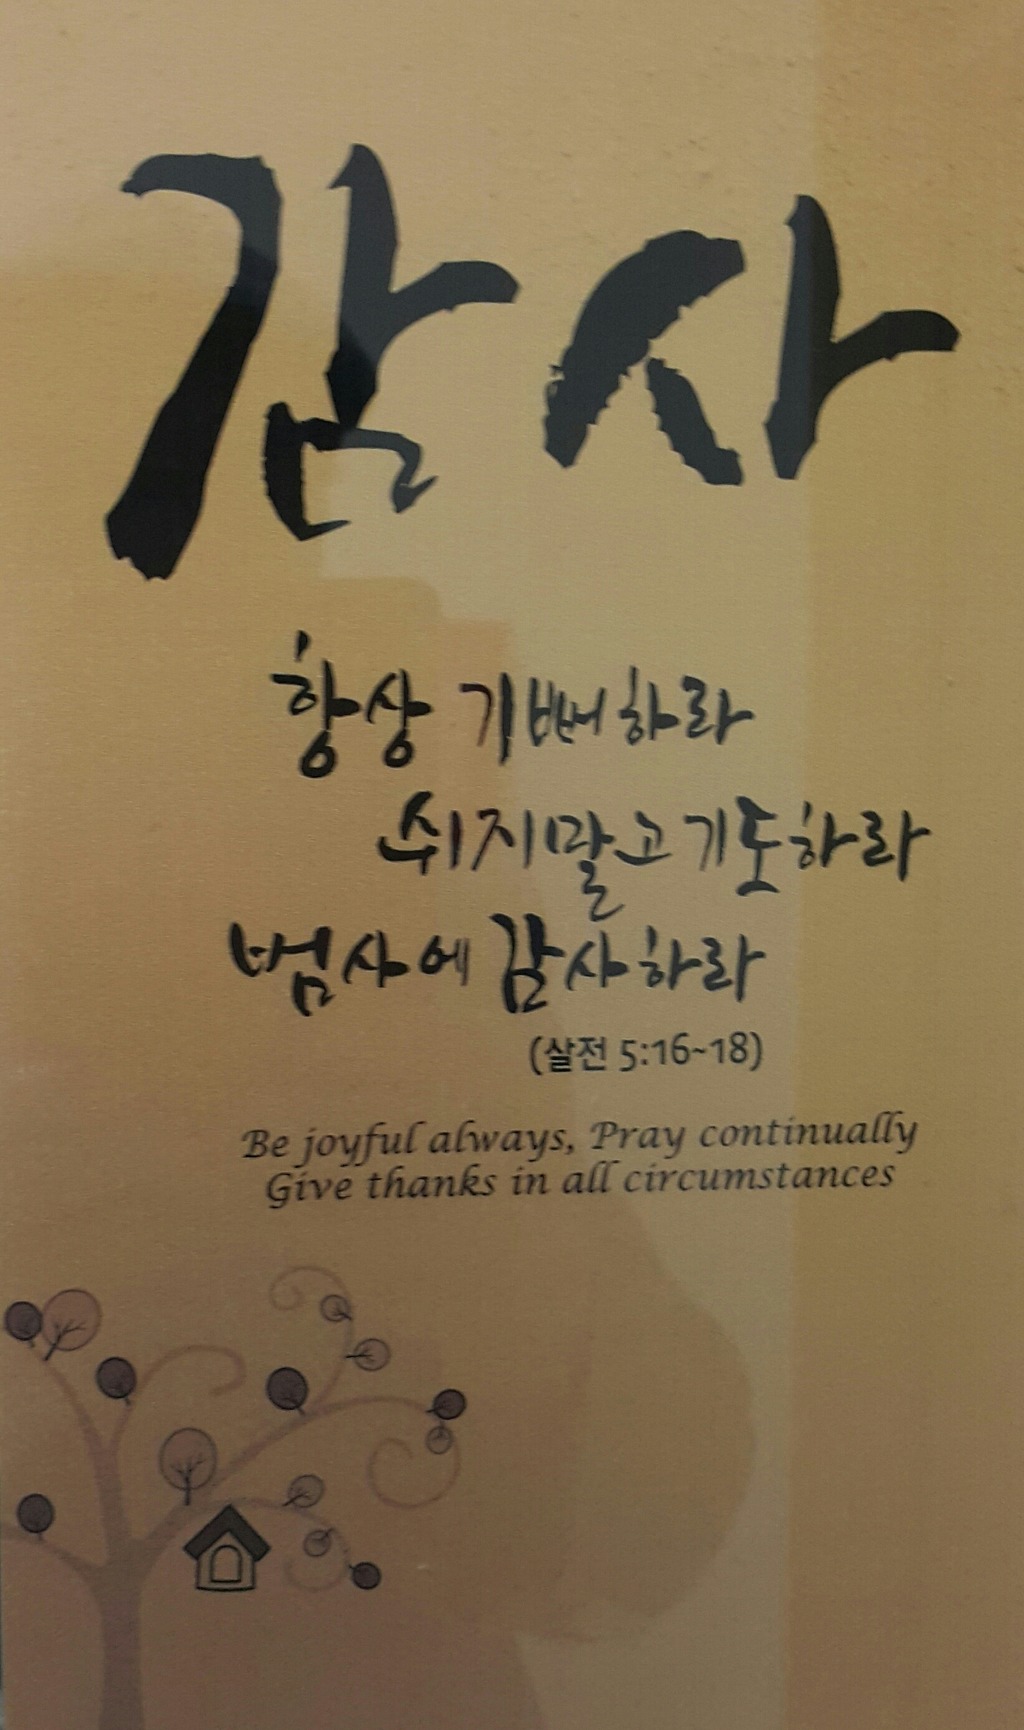 감사
항상 기뻐하라
쉬지말고기도하라
범사에 감사하라
(살전 5:16~18)
Be joyful always, Pray continually
Give thanks in all circumstances